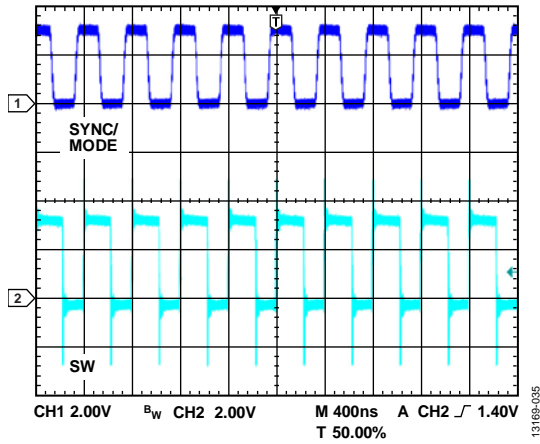 T
1
SYNC/
MODE
2
SW
CH1 2.00V BW CH2 2.00V M 400ns A CH2 1.40V
T 50.00%
13169-035